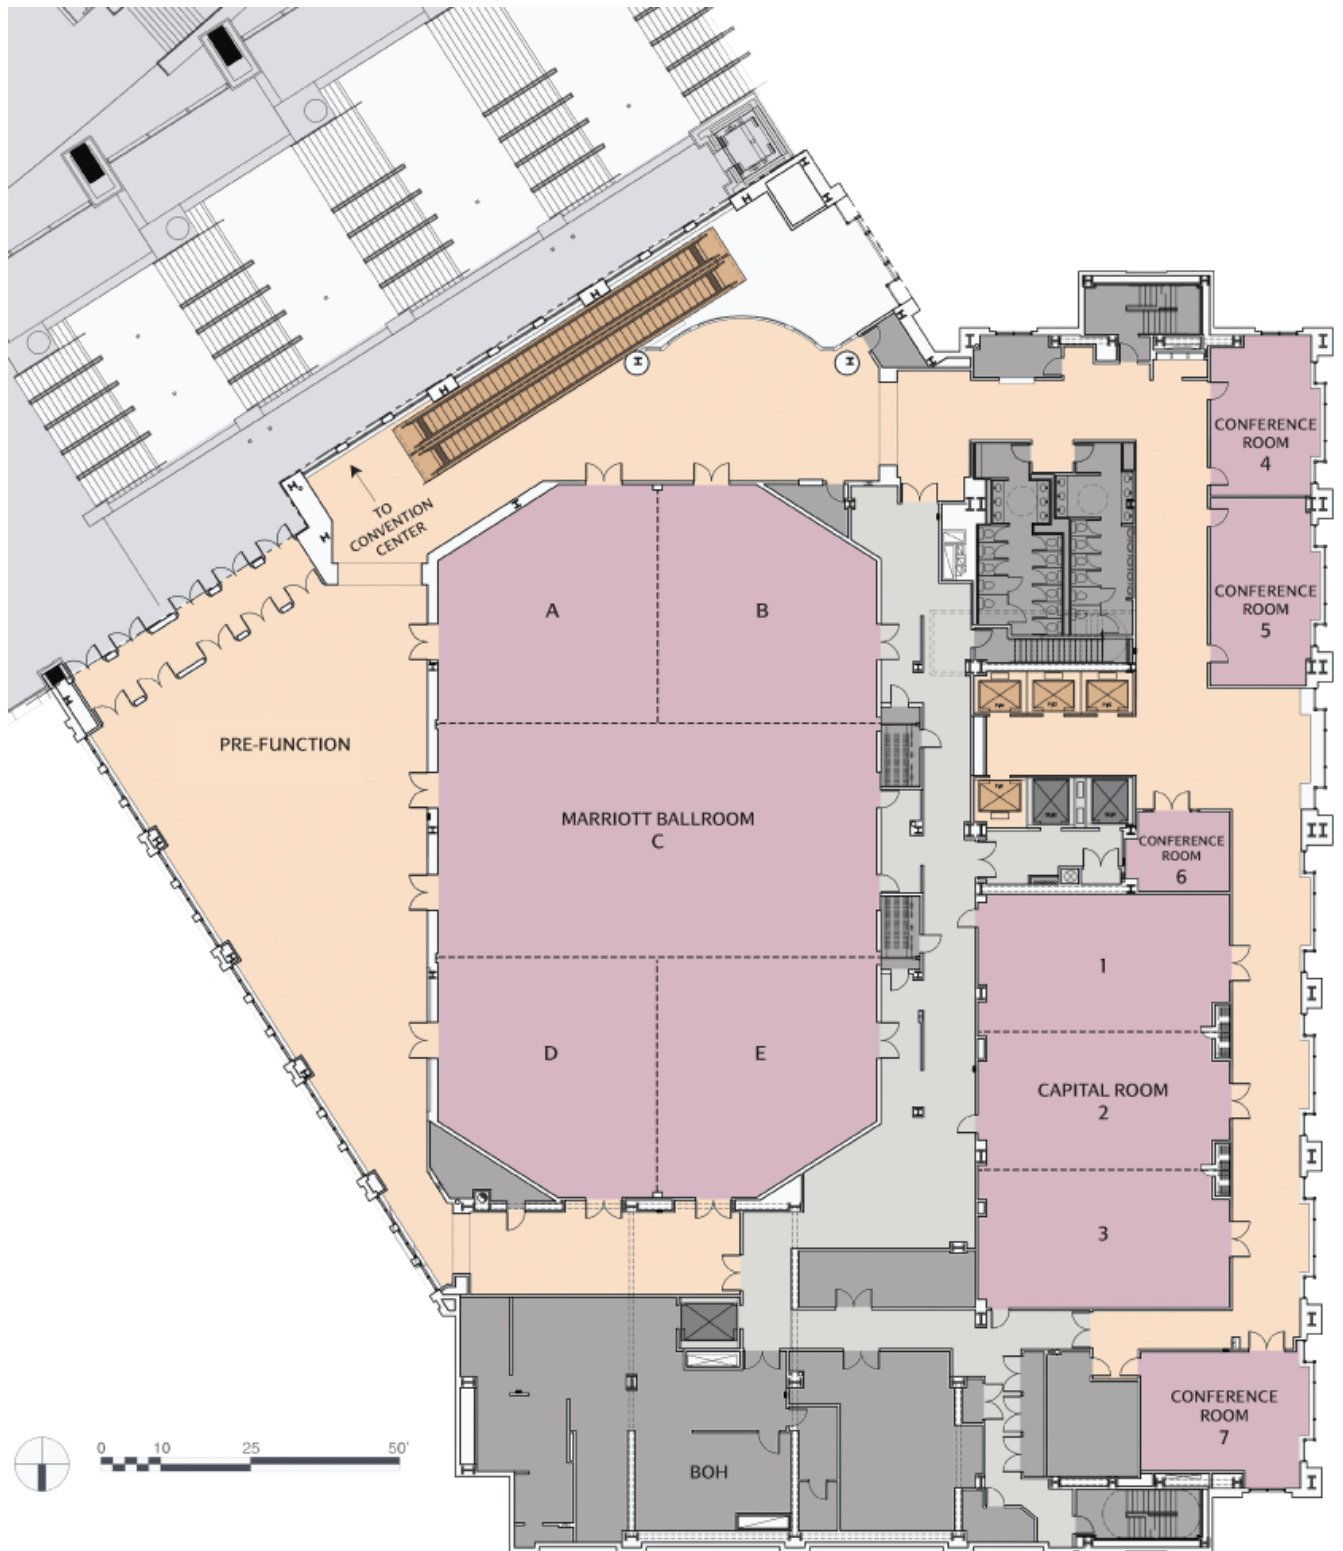 CONFERENCE
ROOM
4
TO
CONVENTION
CENTER
A
B
CONFERENCE
ROOM
5
PRE-FUNCTION
MARRIOTT BALLROOM
C
CONFERENCE
ROOM
6
1
D
E
CAPITAL ROOM
2
3
CONFERENCE
ROOM
7
0 10 25 50'
BOH